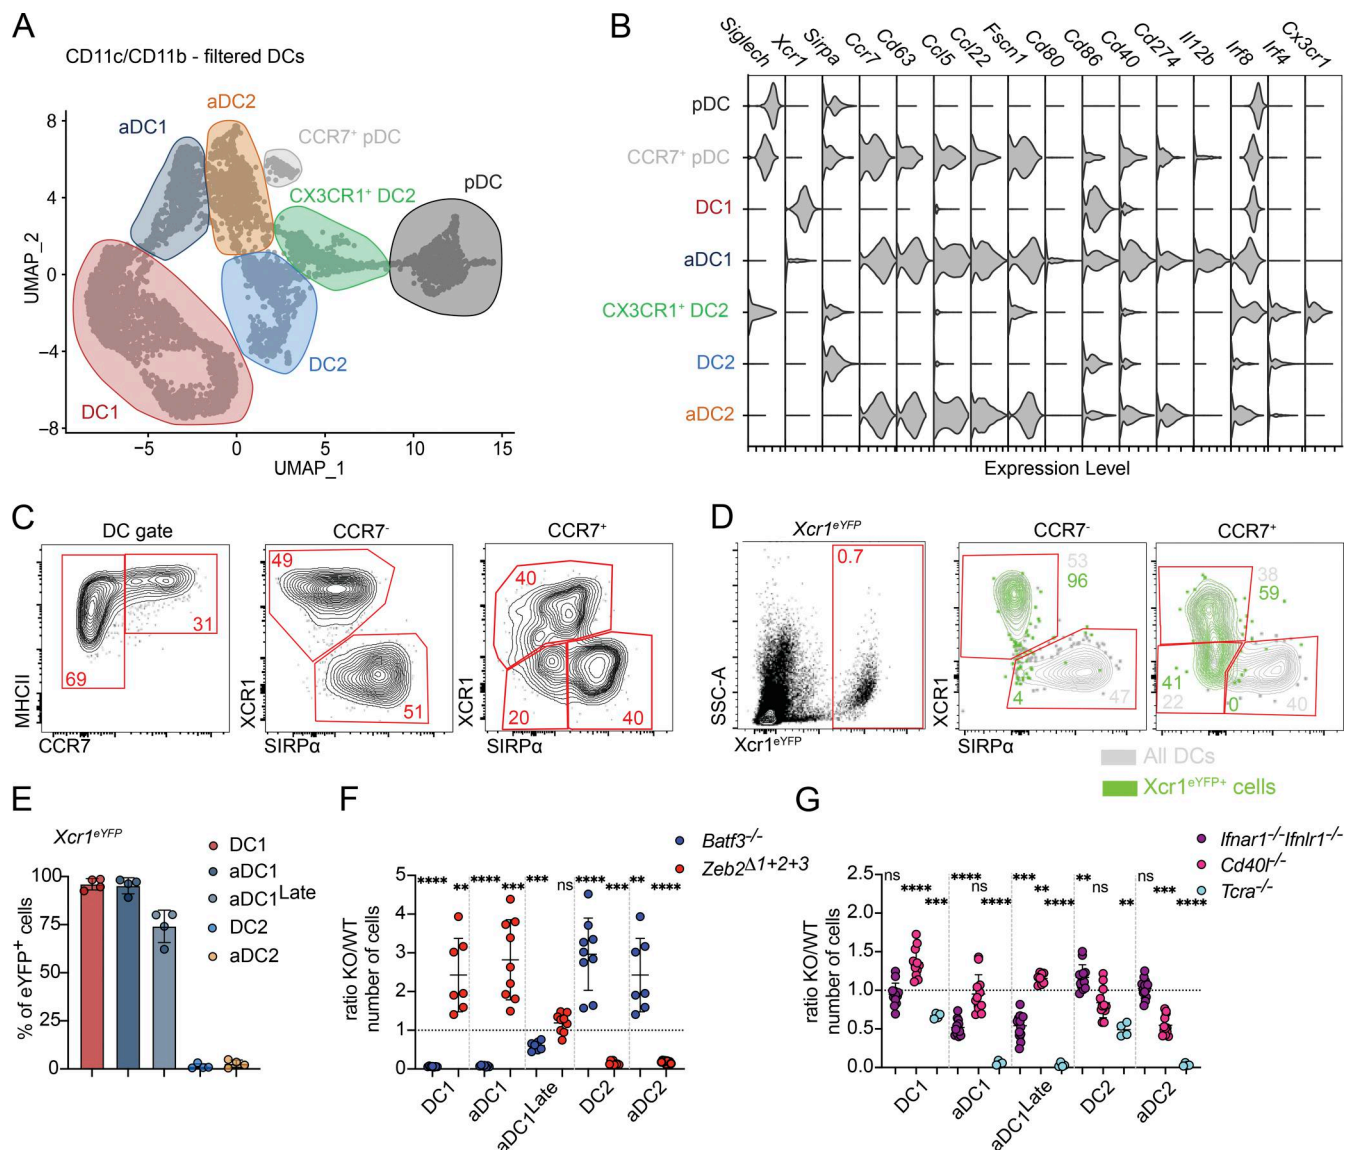 A
CD11c/CD11b - filtered DCs
aDC2
aDC1
CCR7+ pDC
CX3CR1+ DC2
pDC
DC2
DC1
UMAP_2
8
4
0
−4
−8
−5
0
5
10
15
UMAP_1
B
Siglech
Xcr1
Sirpa
Ccr7
Cd63
Ccl5
Ccl22
Fscn1
Cd80
Cd86
Cd40
Cd274
Il12b
Irf8
Irf4
Cx3cr1
pDC
CCR7+ pDC
DC1
aDC1
CX3CR1+ DC2
DC2
aDC2
Expression Level
C
DC gate
MHCII
69
31
CCR7
CCR7-
49
51
XCR1
SIRPα
CCR7+
40
20
40
XCR1
SIRPα
D
Xcr1eYFP
0.7
SSC-A
Xcr1eYFP
CCR7-
53
96
4
47
XCR1
SIRPα
CCR7+
38
59
41
22
0
40
All DCs
Xcr1eYFP+ cells
E
Xcr1eYFP
DC1
aDC1
aDC1Late
DC2
aDC2
% of eYFP+ cells
100
50
0
F
Batf3-/-
Zeb2Δ1+2+3
ratio KO/WT
number of cells
5
4
3
2
1
0
**** ** **** *** *** ns **** *** ** ****
DC1
aDC1
aDC1Late
DC2
aDC2
G
Ifnar1-/-Ifnlr1-/-
Cd40l-/-
Tcra-/-
ratio KO/WT
number of cells
2.5
2.0
1.5
1.0
0.5
0.0
ns **** *** **** ns **** *** ** **** ** ns ** ns *** ****
DC1
aDC1
aDC1Late
DC2
aDC2